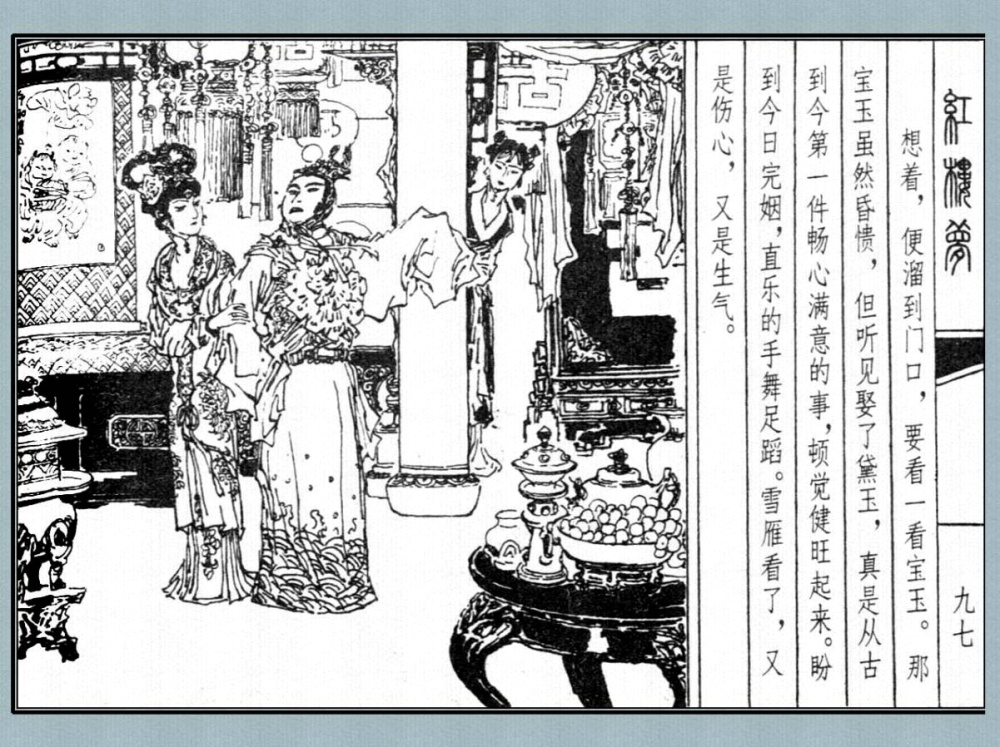 红楼梦
九七
想着，便溜到门口，要看一看宝玉。那
宝玉虽然昏愦，但听见娶了黛玉，真是从古
到今第一件畅心满意的事，顿觉健旺起来。盼
到今日完姻，直乐的手舞足蹈。雪雁看了，又
是伤心，又是生气。